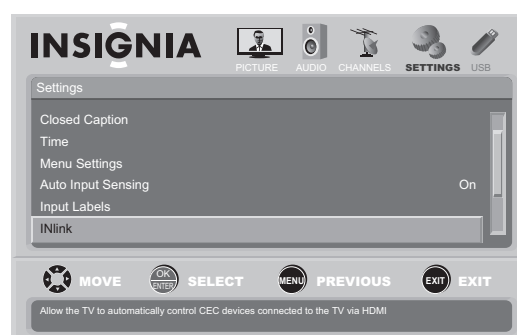 INSIGNIA
PICTURE AUDIO CHANNELS SETTINGS USB
Settings
Closed Caption
Time
Menu Settings
Auto Input Sensing On
Input Labels
INlink
MOVE OK ENTER SELECT MENU PREVIOUS EXIT EXIT
Allow the TV to automatically control CEC devices connected to the TV via HDMI